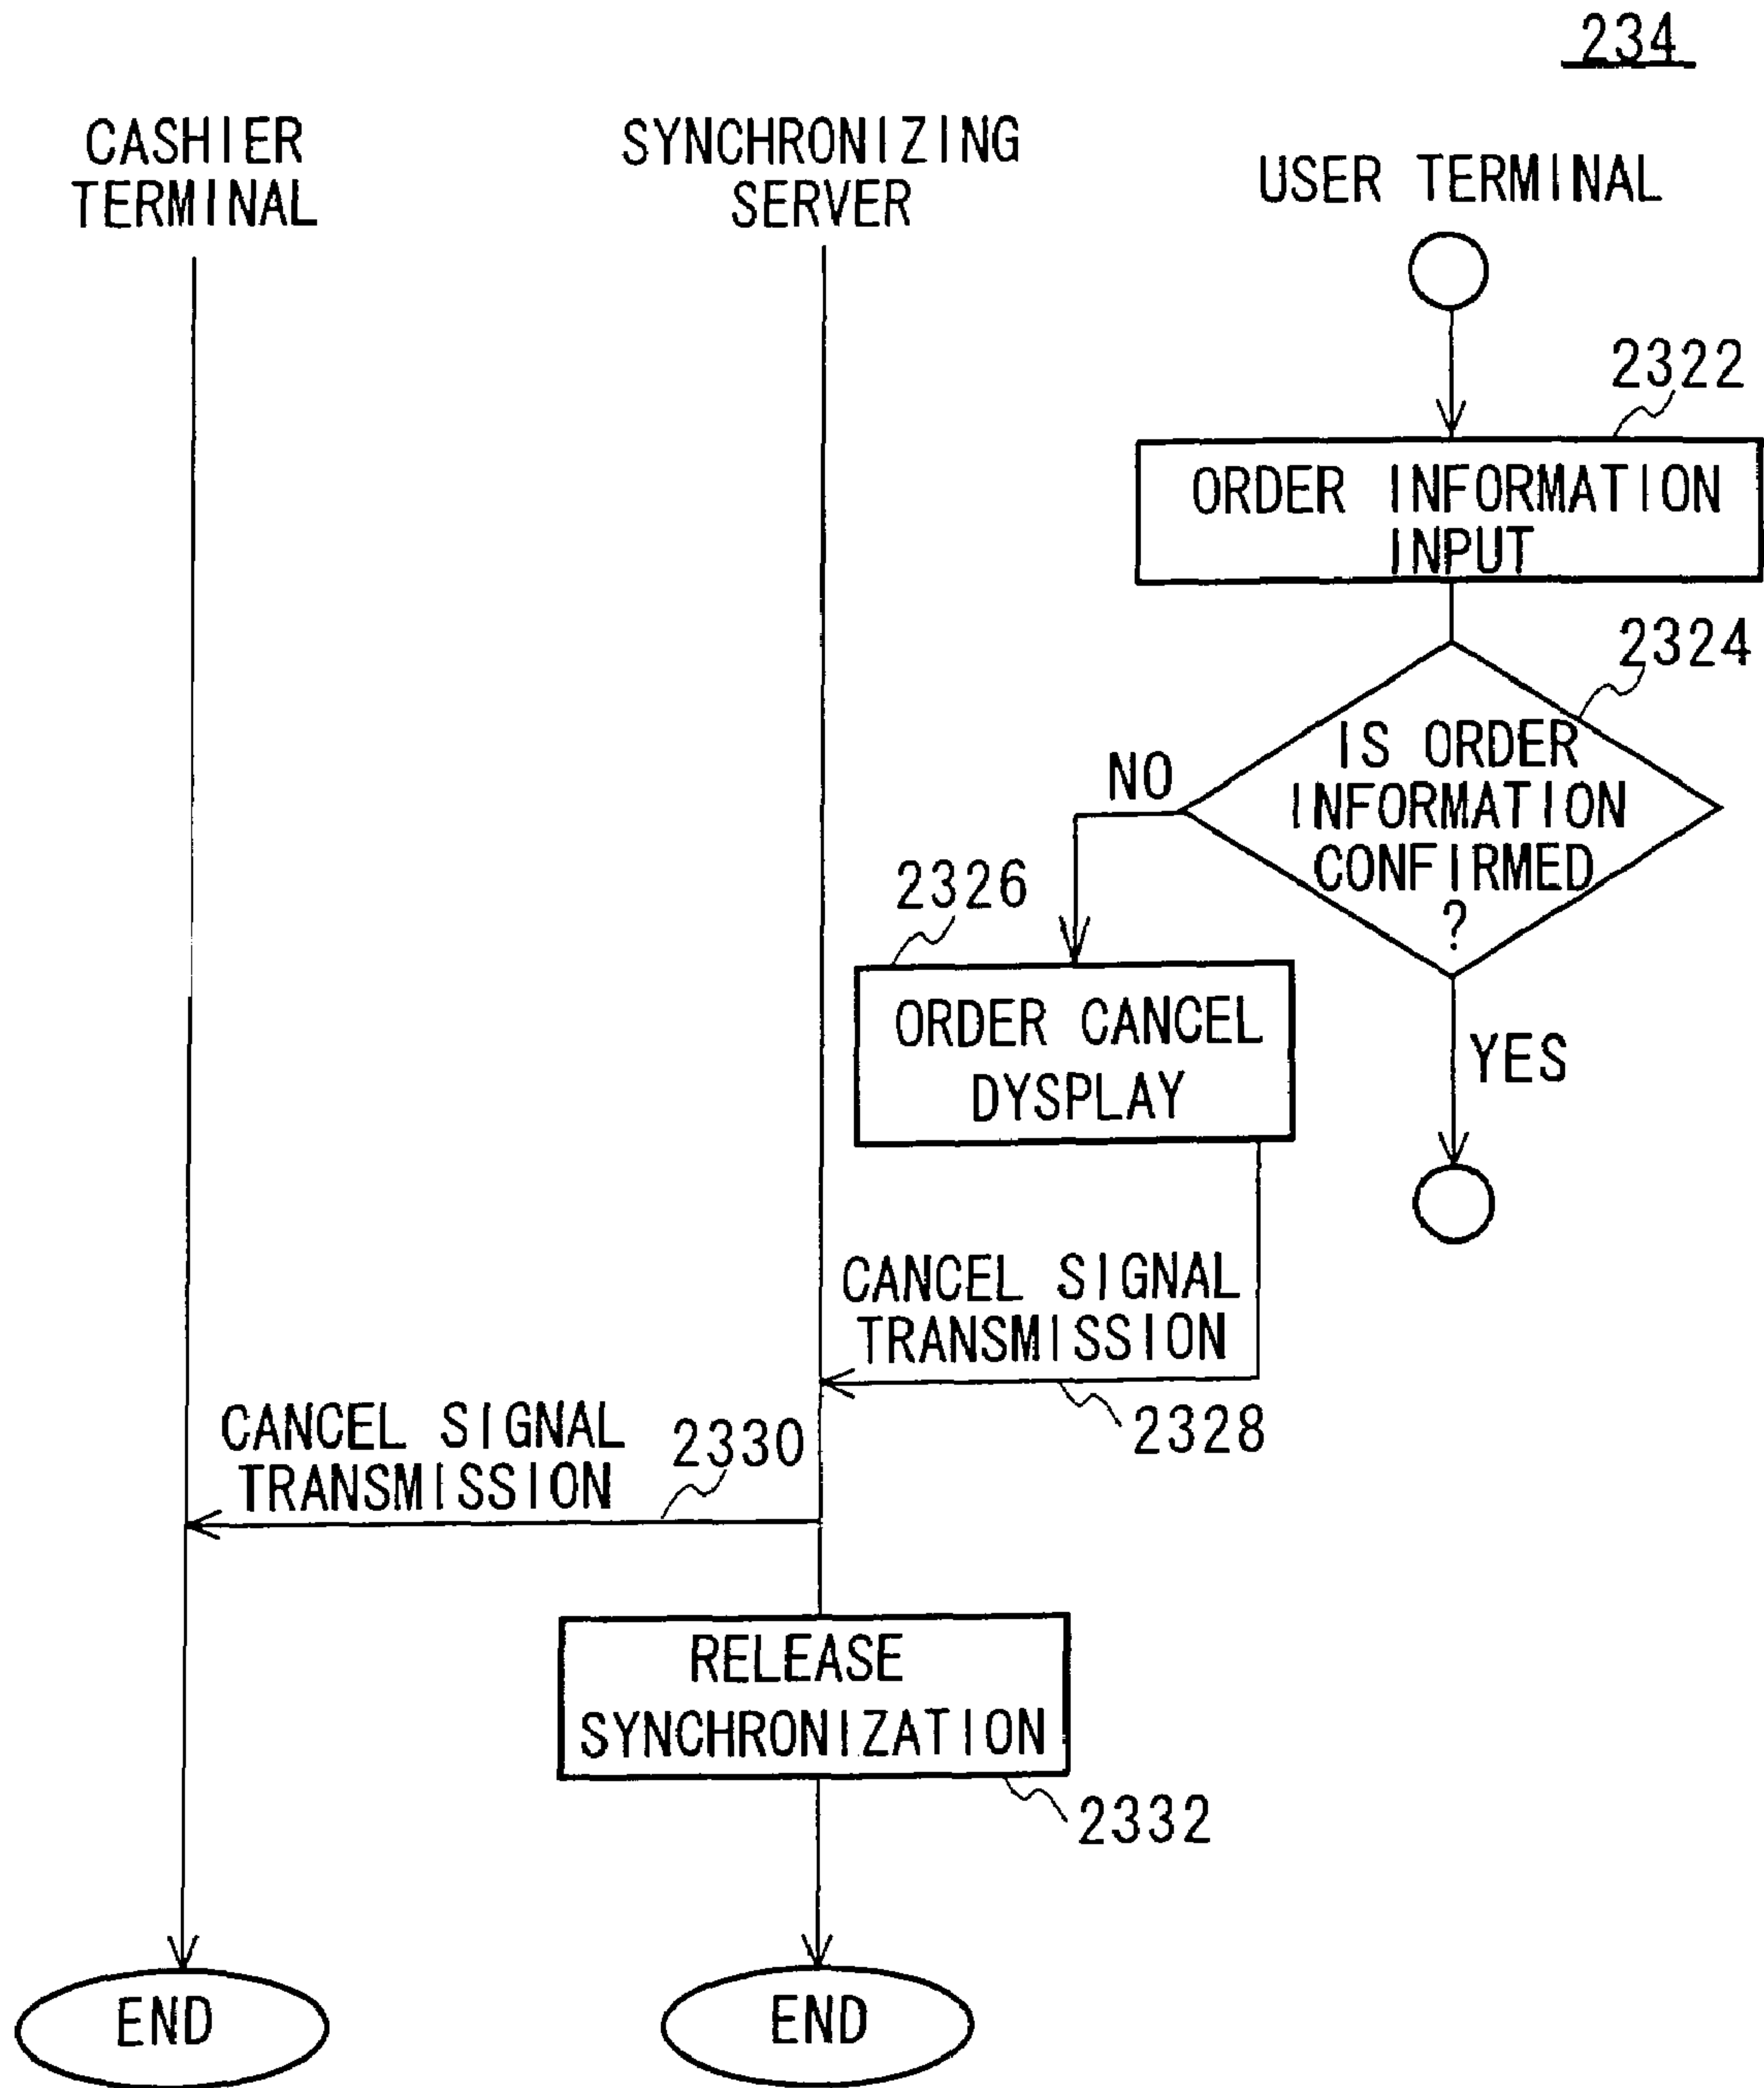 234
CASHIER
TERMINAL
SYNCHRONIZING
SERVER
USER TERMINAL
2322
ORDER INFORMATION
INPUT
2324
IS ORDER
INFORMATION
CONFIRMED
?
NO
YES
2326
ORDER CANCEL
DYSPLAY
CANCEL SIGNAL
TRANSMISSION
2328
CANCEL SIGNAL
TRANSMISSION
2330
RELEASE
SYNCHRONIZATION
2332
END
END